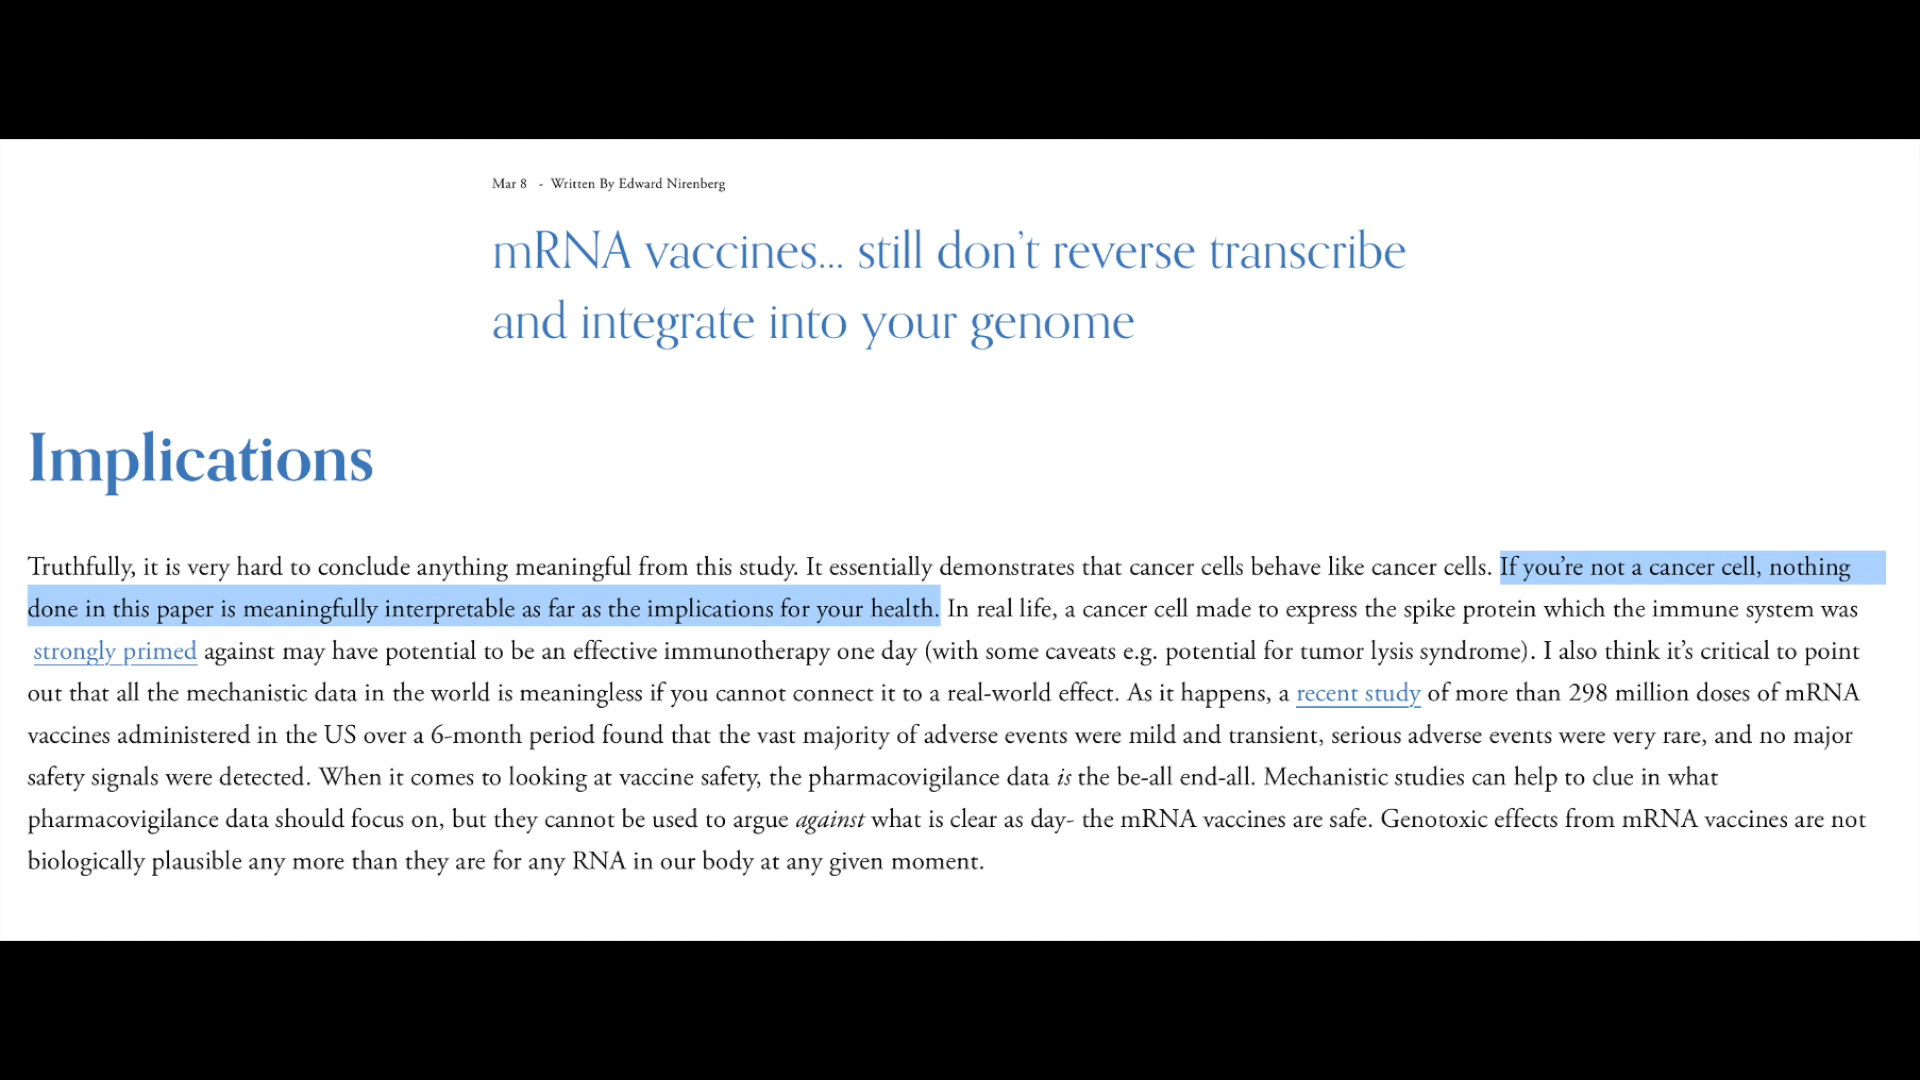 Mar 8 - Written By Edward Nirenberg
mRNA vaccines... still don't reverse transcribe
and integrate into your genome
Implications
Truthfully, it is very hard to conclude anything meaningful from this study. It essentially demonstrates that cancer cells behave like cancer cells. If you're not a cancer cell, nothing
done in this paper is meaningfully interpretable as far as the implications for your health. In real life, a cancer cell made to express the spike protein which the immune system was
strongly primed against may have potential to be an effective immunotherapy one day (with some caveats e.g. potential for tumor lysis syndrome). I also think it's critical to point
out that all the mechanistic data in the world is meaningless if you cannot connect it to a real-world effect. As it happens, a recent study of more than 298 million doses of mRNA
vaccines administered in the US over a 6-month period found that the vast majority of adverse events were mild and transient, serious adverse events were very rare, and no major
safety signals were detected. When it comes to looking at vaccine safety, the pharmacovigilance data is the be-all end-all. Mechanistic studies can help to clue in what
pharmacovigilance data should focus on, but they cannot be used to argue against what is clear as day- the mRNA vaccines are safe. Genotoxic effects from mRNA vaccines are not
biologically plausible any more than they are for any RNA in our body at any given moment.